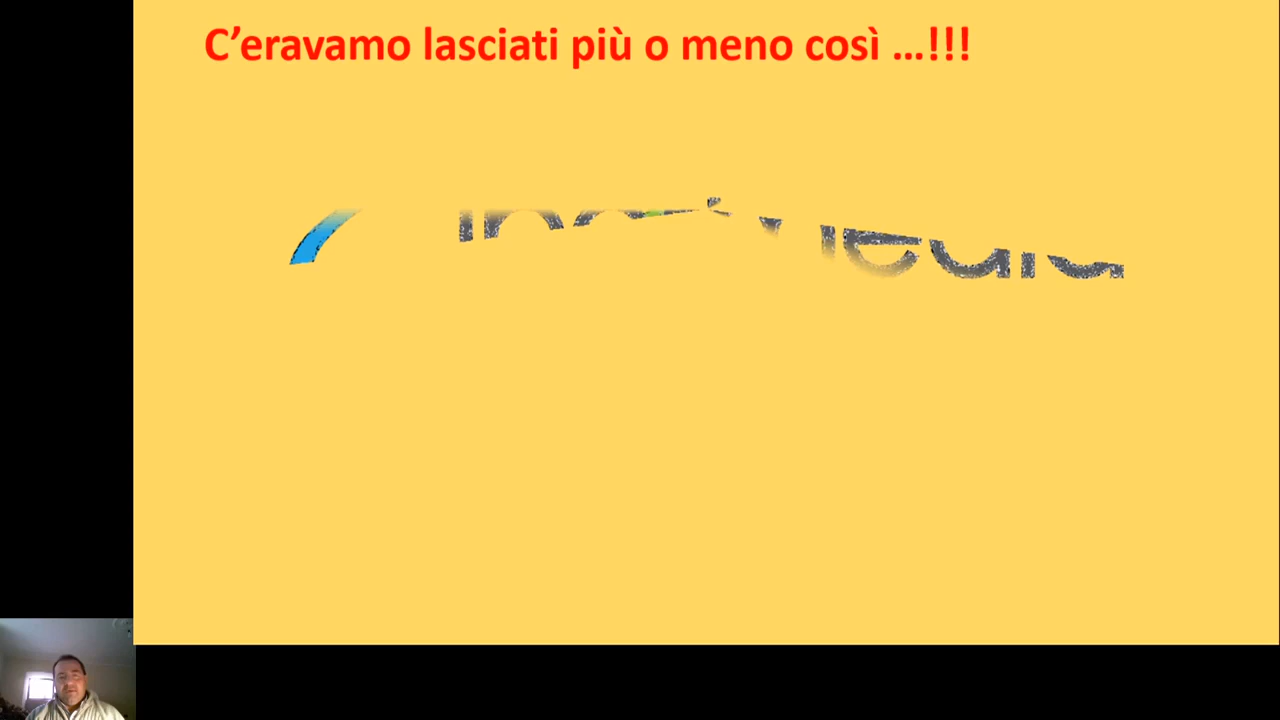 C’eravamo lasciati più o meno così …!!!